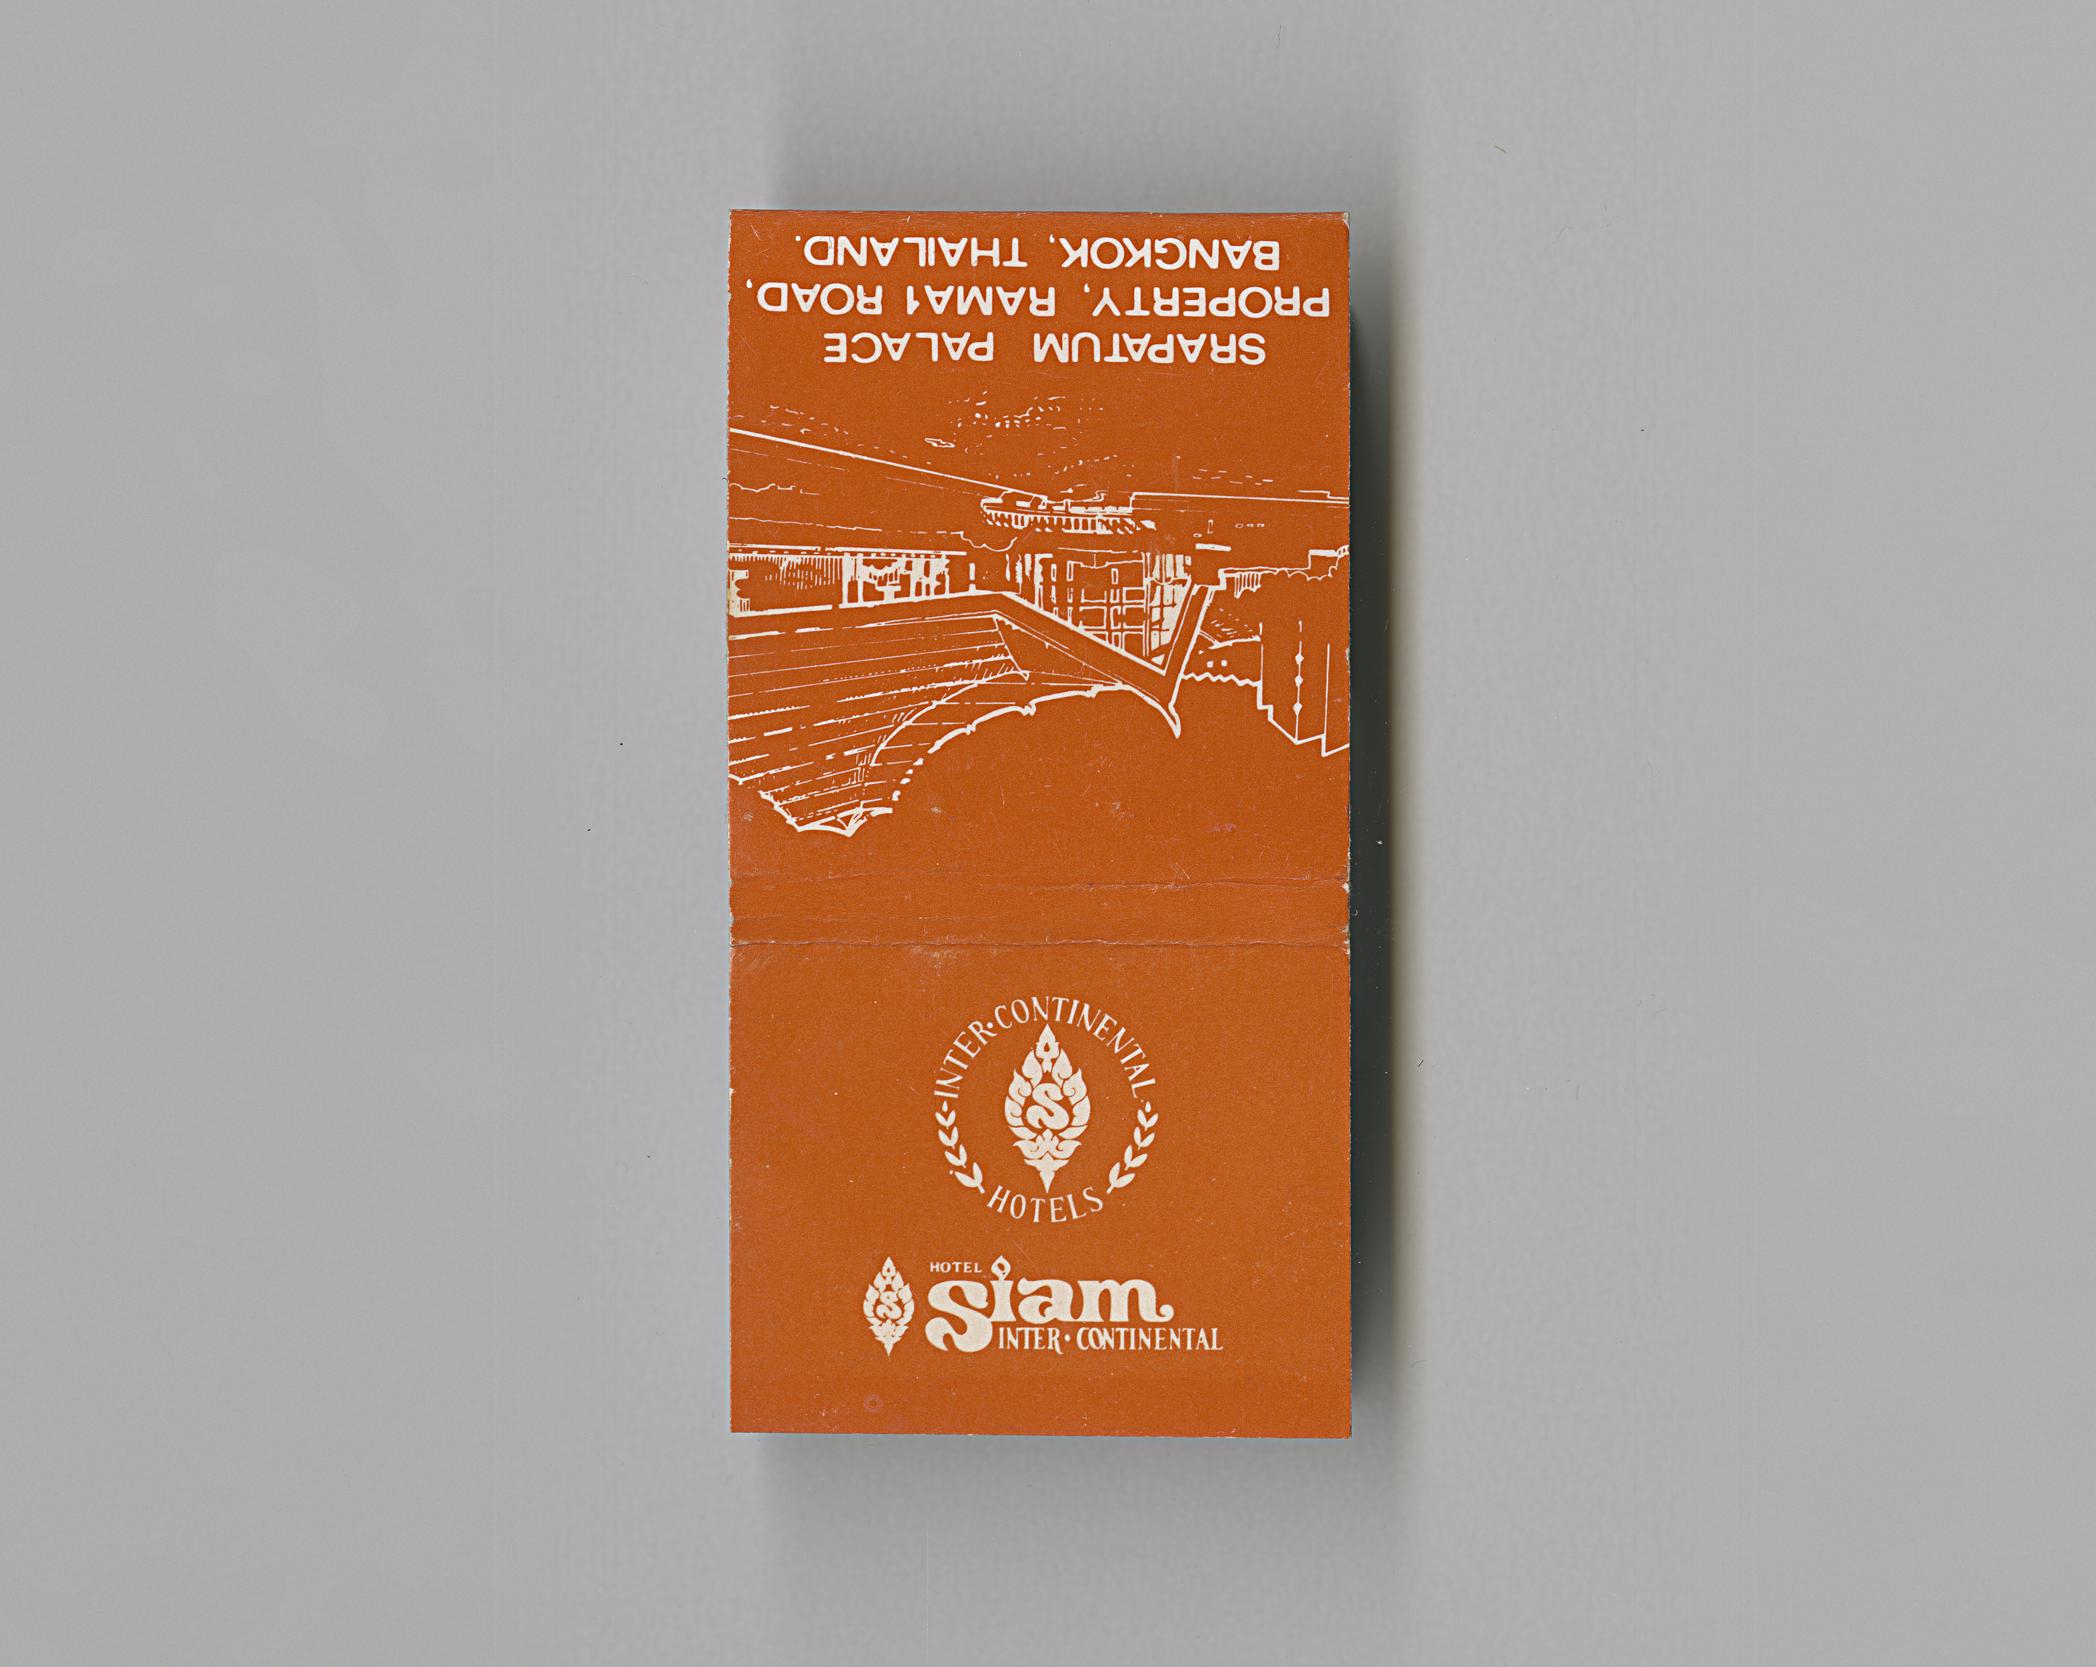 SRAPATUM PALACE
PROPERTY, RAMA1 ROAD,
BANGKOK, THAILAND.
INTER·CONTINENTAL
S
HOTELS
S
HOTEL
Siam
INTER·CONTINENTAL